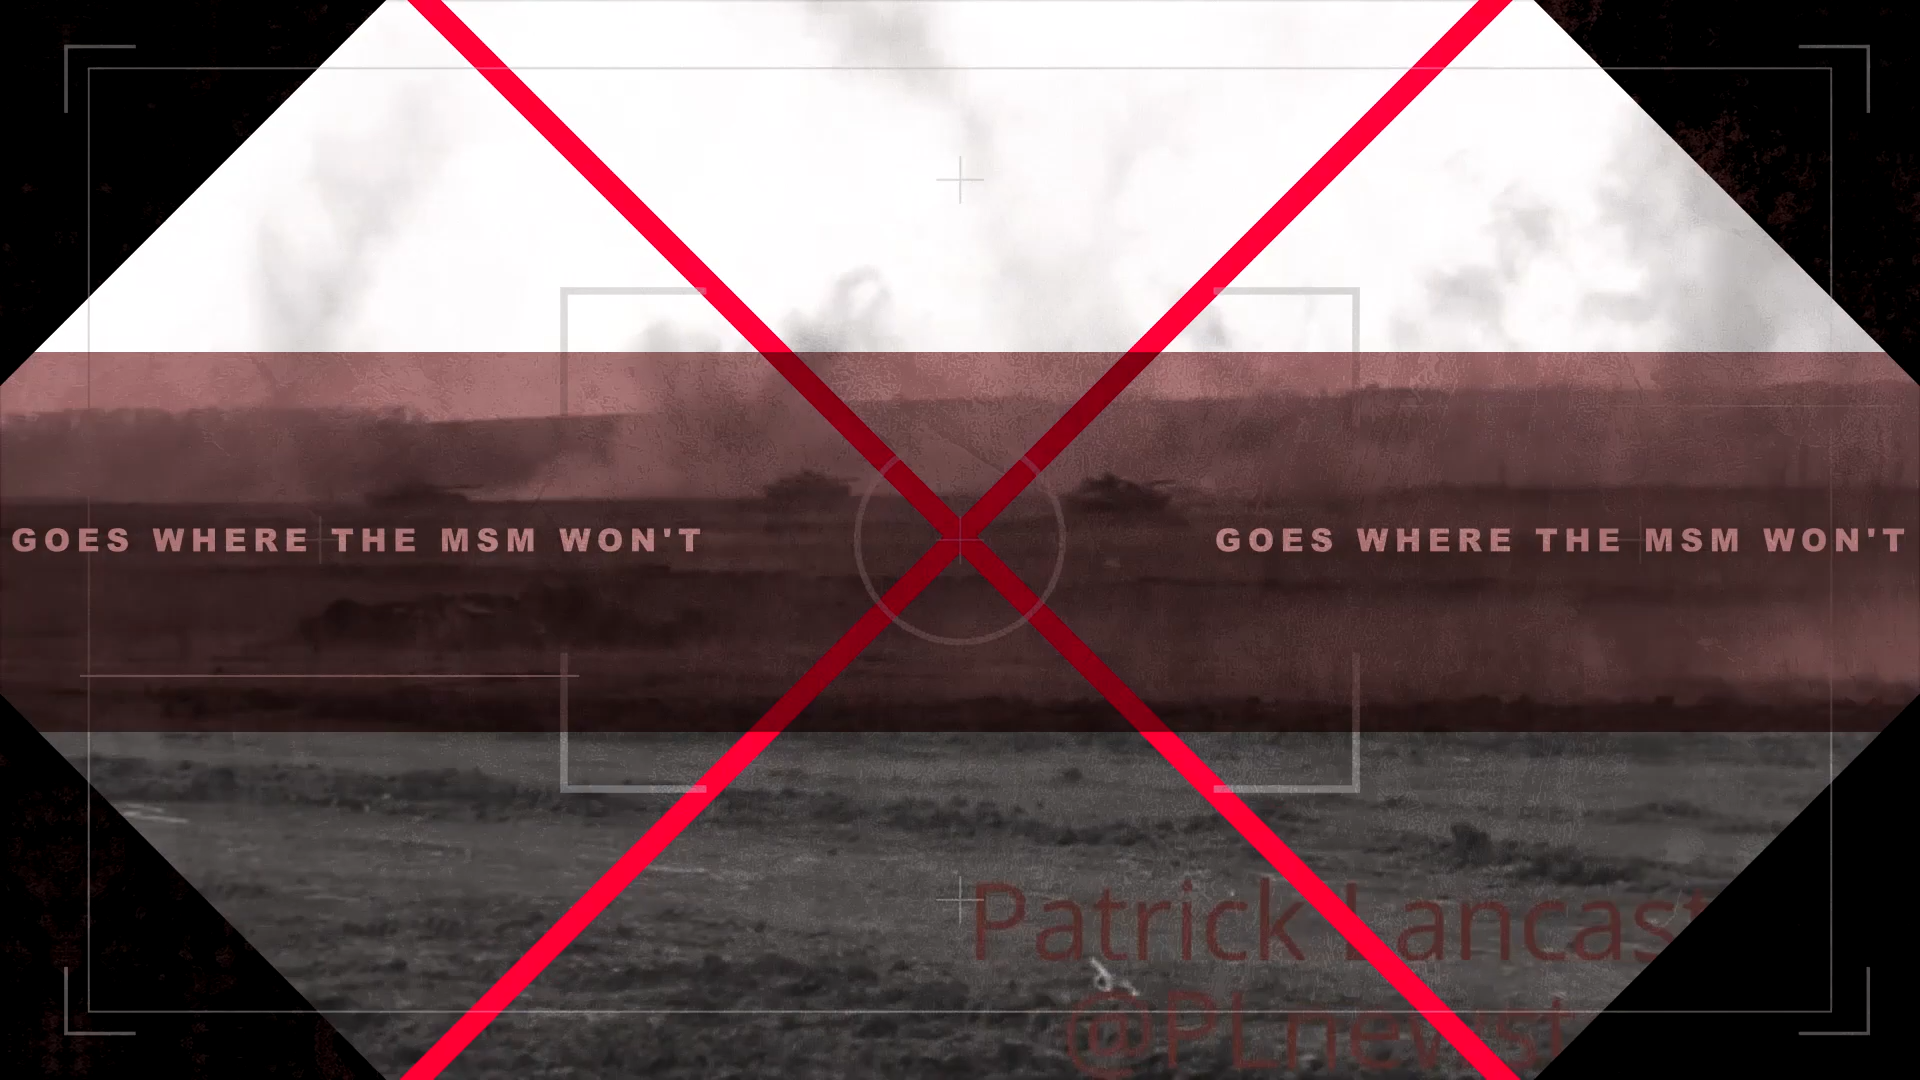 GOES WHERE THE MSM WON'T GOES WHERE THE MSM WON'T
Patrick Lancast
@PLnewst